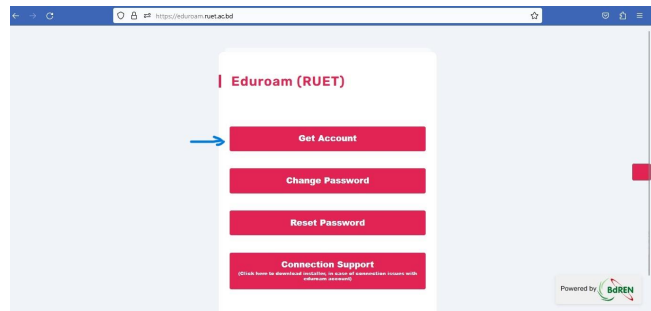 https://eduroam.ruet.ac.bd
Eduroam (RUET)
Get Account
Change Password
Reset Password
Connection Support
(Click here to download installer, in case of connection issues with
eduroam account)
Powered by BdREN